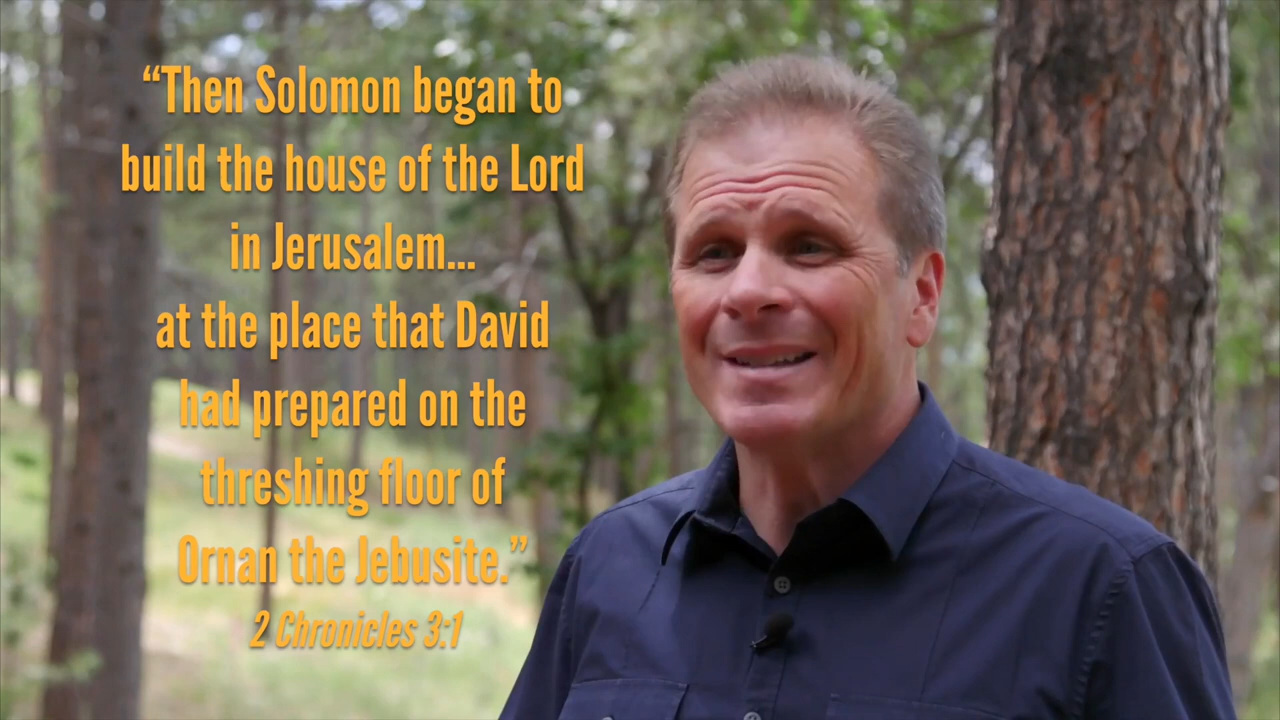 “Then Solomon began to
build the house of the Lord
in Jerusalem...
at the place that David
had prepared on the
threshing floor of
Ornan the Jebusite.”
2 Chronicles 3:1